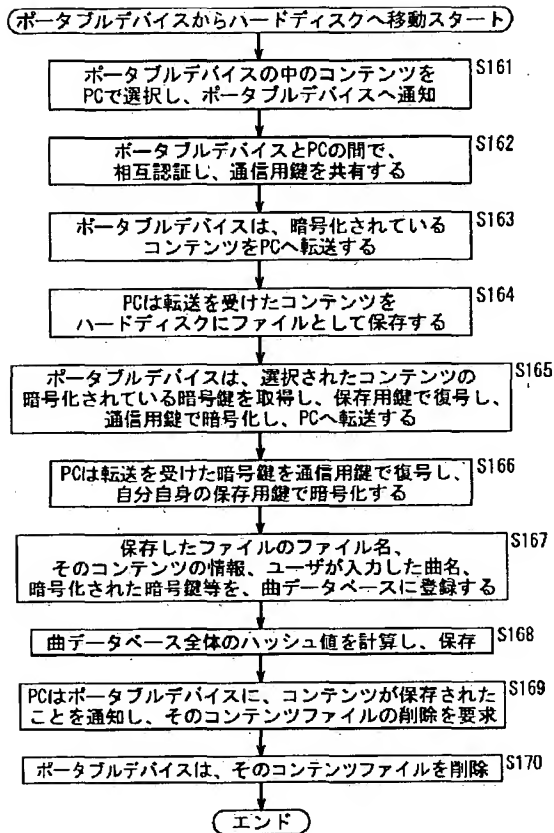 ポータブルデバイスからハードディスクへ移動スタート
S161
ポータブルデバイスの中のコンテンツを
PCで選択し、ポータブルデバイスへ通知
S162
ポータブルデバイスとPCの間で、
相互認証し、通信用鍵を共有する
S163
ポータブルデバイスは、暗号化されている
コンテンツをPCへ転送する
S164
PCは転送を受けたコンテンツを
ハードディスクにファイルとして保存する
S165
ポータブルデバイスは、選択されたコンテンツの
暗号化されている暗号鍵を取得し、保存用鍵で復号し、
通信用鍵で暗号化し、PCへ転送する
S166
PCは転送を受けた暗号鍵を通信用鍵で復号し、
自分自身の保存用鍵で暗号化する
S167
保存したファイルのファイル名、
そのコンテンツの情報、ユーザが入力した曲名、
暗号化された暗号鍵等を、曲データベースに登録する
S168
曲データベース全体のハッシュ値を計算し、保存
S169
PCはポータブルデバイスに、コンテンツが保存された
ことを通知し、そのコンテンツファイルの削除を要求
S170
ポータブルデバイスは、そのコンテンツファイルを削除
エンド